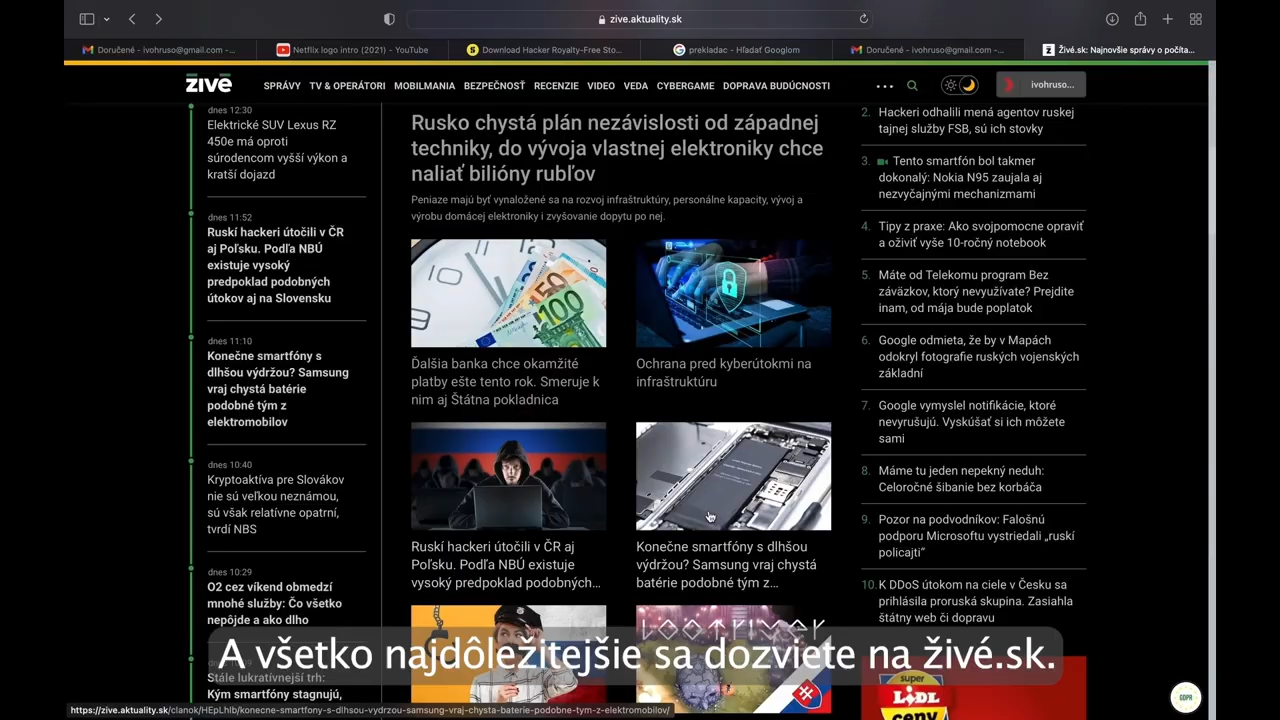 zive.aktuality.sk
Doručené – ivohruso@gmail.com –...
Netflix logo intro (2021) - YouTube
Download Hacker Royalty-Free Sto...
prekladac - Hľadať Googlom
Doručené – ivohruso@gmail.com –...
Živé.sk: Najnovšie správy o počíta...
živé
SPRÁVY
TV & OPERÁTORI
MOBILMANIA
BEZPEČNOSŤ
RECENZIE
VIDEO
VEDA
CYBERGAME
DOPRAVA BUDÚCNOSTI
ivohruso...
dnes 12:30
Elektrické SUV Lexus RZ
450e má oproti
súrodencom vyšší výkon a
kratší dojazd
dnes 11:52
Ruskí hackeri útočili v ČR
aj Poľsku. Podľa NBÚ
existuje vysoký
predpoklad podobných
útokov aj na Slovensku
dnes 11:10
Konečne smartfóny s
dlhšou výdržou? Samsung
vraj chystá batérie
podobné tým z
elektromobilov
dnes 10:40
Kryptoaktíva pre Slovákov
nie sú veľkou neznámou,
sú však relatívne opatrní,
tvrdí NBS
dnes 10:29
O2 cez víkend obmedzí
mnohé služby: Čo všetko
nepôjde a ako dlho
Stále lukratívnejší trh:
Kým smartfóny stagnujú,
Rusko chystá plán nezávislosti od západnej
techniky, do vývoja vlastnej elektroniky chce
naliať bilióny rubľov
Peniaze majú byť vynaložené sa na rozvoj infraštruktúry, personálne kapacity, vývoj a
výrobu domácej elektroniky i zvyšovanie dopytu po nej.
100
Ďalšia banka chce okamžité
platby ešte tento rok. Smeruje k
nim aj Štátna pokladnica
Ochrana pred kyberútokmi na
infraštruktúru
Ruskí hackeri útočili v ČR aj
Poľsku. Podľa NBÚ existuje
vysoký predpoklad podobných...
Konečne smartfóny s dlhšou
výdržou? Samsung vraj chystá
batérie podobné tým z...
2. Hackeri odhalili mená agentov ruskej
tajnej služby FSB, sú ich stovky
3. Tento smartfón bol takmer
dokonalý: Nokia N95 zaujala aj
nezvyčajnými mechanizmami
4. Tipy z praxe: Ako svojpomocne opraviť
a oživiť vyše 10-ročný notebook
5. Máte od Telekomu program Bez
záväzkov, ktorý nevyužívate? Prejdite
inam, od mája bude poplatok
6. Google odmieta, že by v Mapách
odokryl fotografie ruských vojenských
základní
7. Google vymyslel notifikácie, ktoré
nevyrušujú. Vyskúšať si ich môžete
sami
8. Máme tu jeden nepekný neduh:
Celoročné šibanie bez korbáča
9. Pozor na podvodníkov: Falošnú
podporu Microsoftu vystriedali „ruskí
policajti“
10. K DDoS útokom na ciele v Česku sa
prihlásila proruská skupina. Zasiahla
štátny web či dopravu
super
LIDL
ceny
GDPR
A všetko najdôležitejšie sa dozviete na živé.sk.
https://zive.aktuality.sk/clanok/HEpLhlb/konecne-smartfony-s-dlhsou-vydrzou-samsung-vraj-chysta-baterie-podobne-tym-z-elektromobilov/